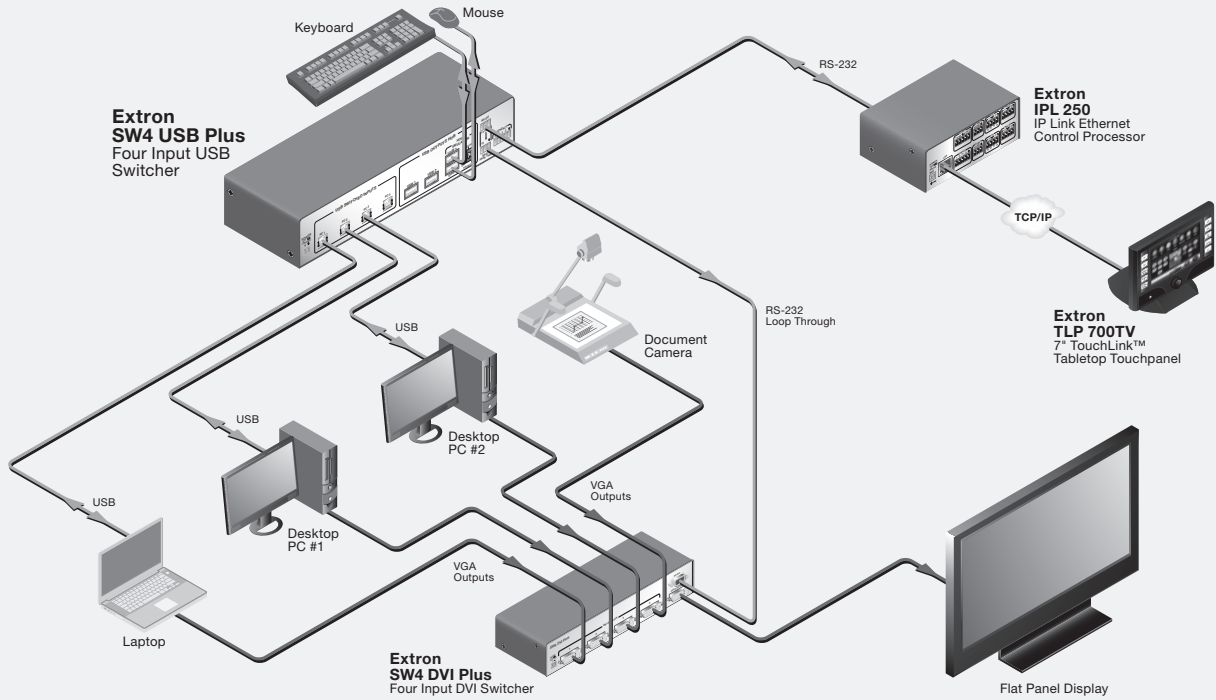 Keyboard
Mouse
Extron
SW4 USB Plus
Four Input USB
Switcher
RS-232
Extron
IPL 250
IP Link Ethernet
Control Processor
TCP/IP
Extron
TLP 700TV
7" TouchLink™
Tabletop Touchpanel
RS-232
Loop Through
Document
Camera
USB
Desktop
PC #2
USB
Desktop
PC #1
USB
Laptop
VGA
Outputs
VGA
Outputs
Extron
SW4 DVI Plus
Four Input DVI Switcher
Flat Panel Display